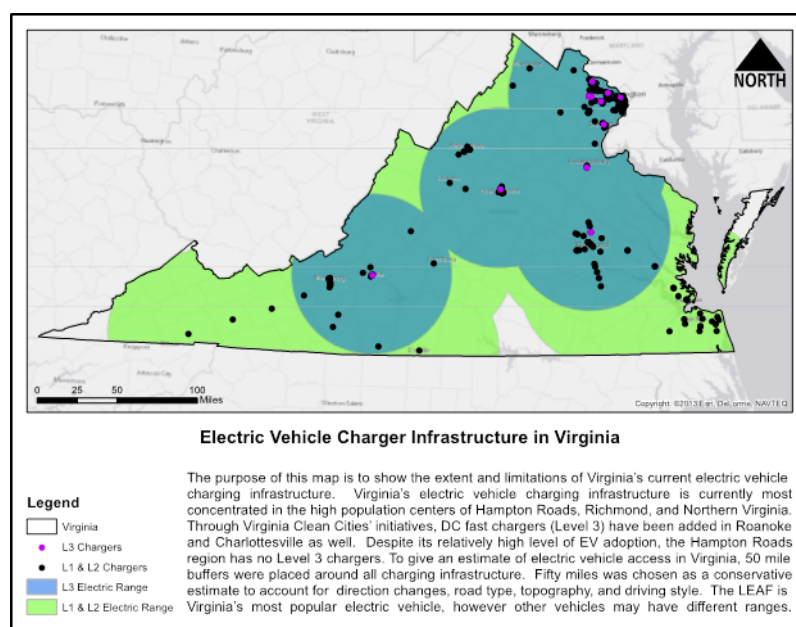 NORTH
0 25 50 100
Miles
Copyright: ©2013 Esri, DeLorme, NAVTEQ
Electric Vehicle Charger Infrastructure in Virginia
The purpose of this map is to show the extent and limitations of Virginia's current electric vehicle
charging infrastructure. Virginia's electric vehicle charging infrastructure is currently most
concentrated in the high population centers of Hampton Roads, Richmond, and Northern Virginia.
Through Virginia Clean Cities' initiatives, DC fast chargers (Level 3) have been added in Roanoke
and Charlottesville as well. Despite its relatively high level of EV adoption, the Hampton Roads
region has no Level 3 chargers. To give an estimate of electric vehicle access in Virginia, 50 mile
buffers were placed around all charging infrastructure. Fifty miles was chosen as a conservative
estimate to account for direction changes, road type, topography, and driving style. The LEAF is
Virginia's most popular electric vehicle, however other vehicles may have different ranges.
Legend
Virginia
L3 Chargers
L1 & L2 Chargers
L3 Electric Range
L1 & L2 Electric Range